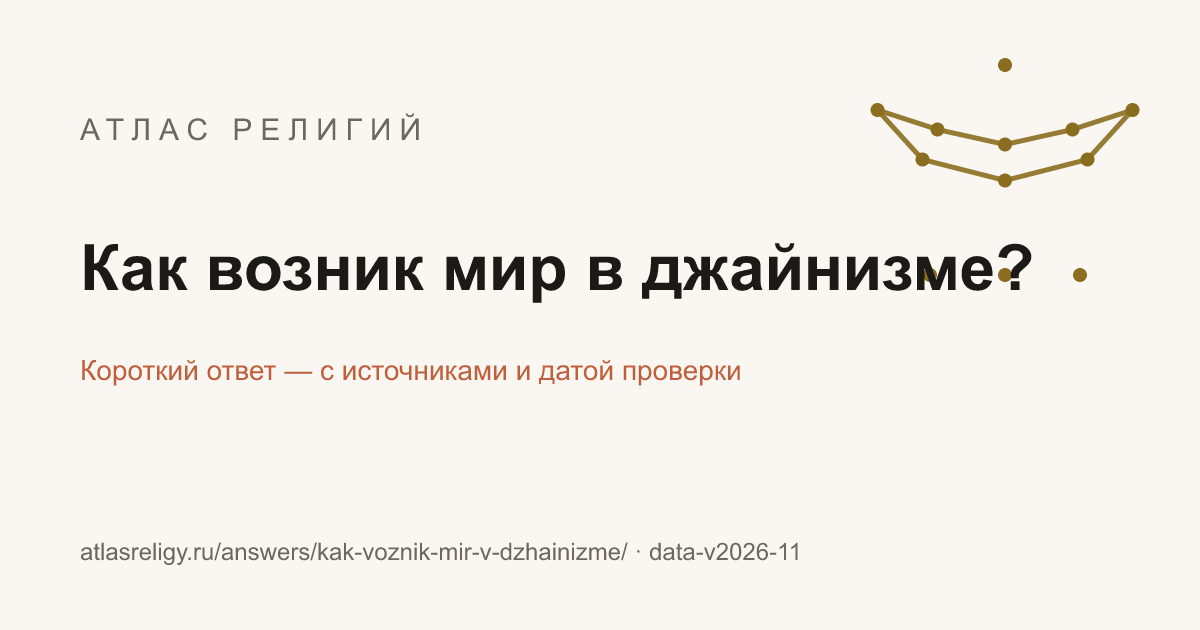 АТЛАС РЕЛИГИЙ
Как возник мир в джайнизме?
Короткий ответ — с источниками и датой проверки
atlasreligy.ru/answers/kak-voznik-mir-v-dzhainizme/ · data-v2026-11